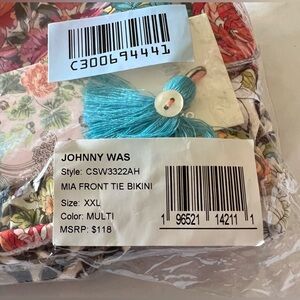 C300694441
JOHNNY WAS
Style: CSW3322AH
MIA FRONT TIE BIKINI
Size: XXL
Color: MULTI
MSRP: $118
1 96521 14211 1